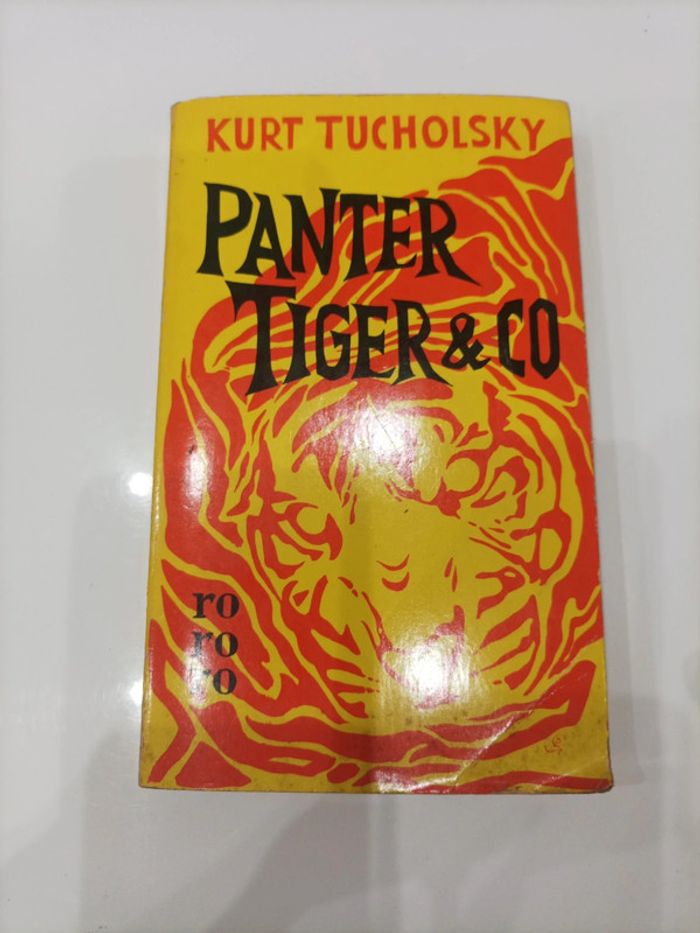 KURT TUCHOLSKY
PANTER
TIGER & CO
ro
ro
ro